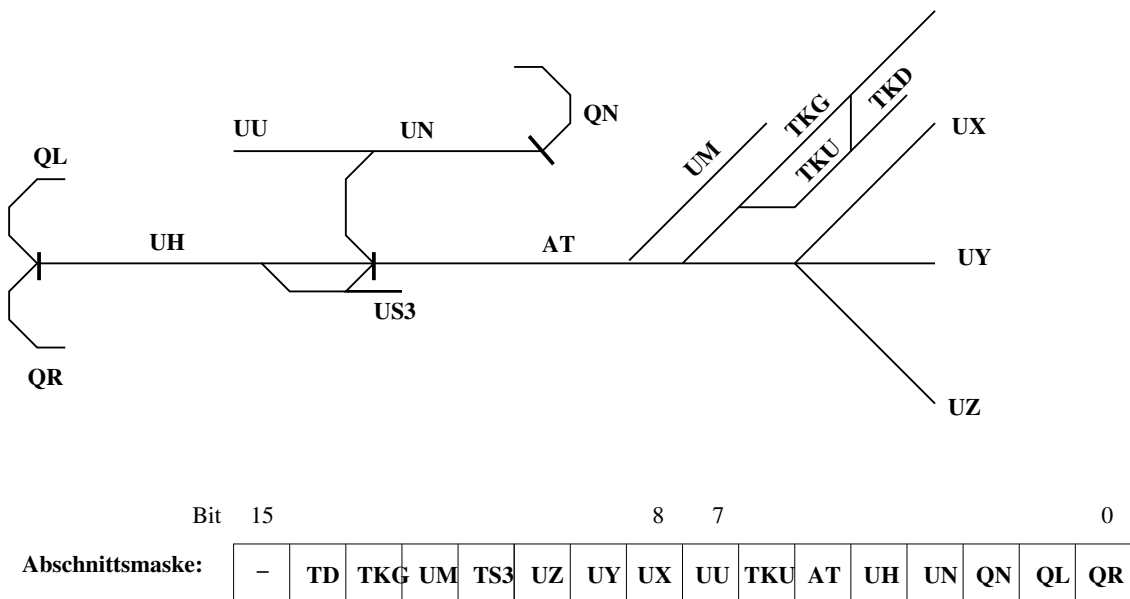 TKG
TKD
QN
UU
UN
UX
QL
UM
TKU
UH
AT
UY
US3
QR
UZ
Bit 15 8 7 0
Abschnittsmaske: – TD TKG UM TS3 UZ UY UX UU TKU AT UH UN QN QL QR